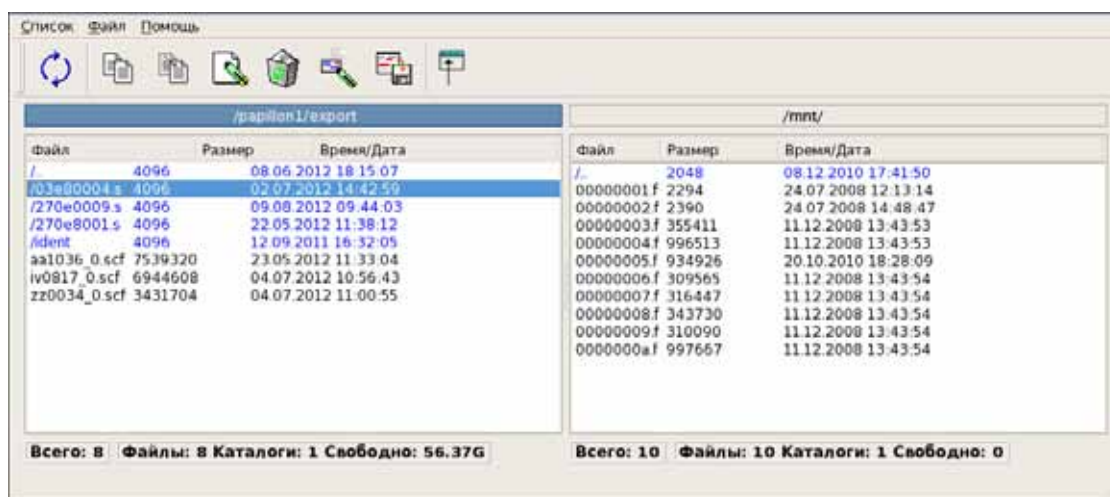 Список Файл Помощь
/papillon1/export
Файл Размер Время/Дата
/.. 4096 08.06.2012 18:15:07
/03e80004.s 4096 02.07.2012 14:42:59
/270e0009.s 4096 09.08.2012 09:44:03
/270e8001.s 4096 22.05.2012 11:38:12
/ident 4096 12.09.2011 16:32:05
aa1036_0.scf 7539320 23.05.2012 11:33:04
iv0817_0.scf 6944608 04.07.2012 10:56:43
zz0034_0.scf 3431704 04.07.2012 11:00:55
Всего: 8 Файлы: 8 Каталоги: 1 Свободно: 56.37G
/mnt/
Файл Размер Время/Дата
/.. 2048 08.12.2010 17:41:50
00000001.f 2294 24.07.2008 12:13:14
00000002.f 2390 24.07.2008 14:48:47
00000003.f 355411 11.12.2008 13:43:53
00000004.f 996513 11.12.2008 13:43:53
00000005.f 934926 20.10.2010 18:28:09
00000006.f 309565 11.12.2008 13:43:54
00000007.f 316447 11.12.2008 13:43:54
00000008.f 343730 11.12.2008 13:43:54
00000009.f 310090 11.12.2008 13:43:54
0000000a.f 997667 11.12.2008 13:43:54
Всего: 10 Файлы: 10 Каталоги: 1 Свободно: 0